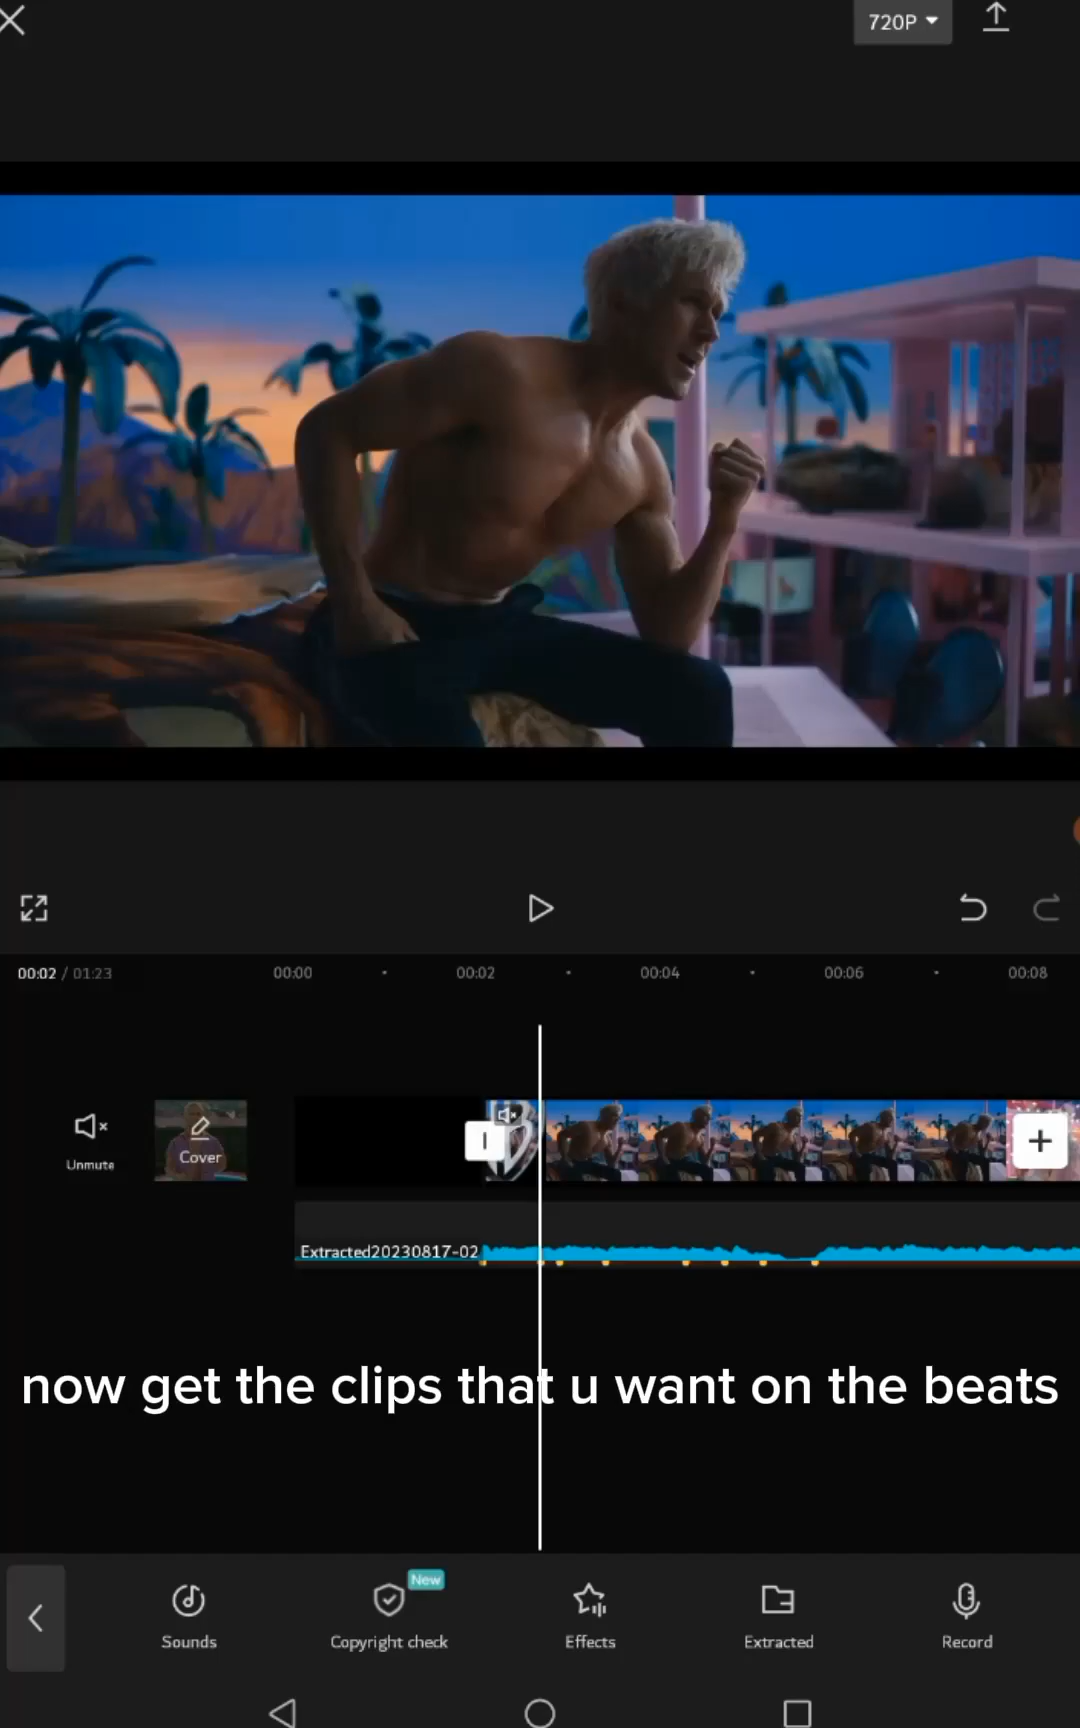 720P
00:02 / 01:23
00:00
00:02
00:04
00:06
00:08
Unmute
Cover
Extracted20230817-02
now get the clips that u want on the beats
New
Sounds
Copyright check
Effects
Extracted
Record